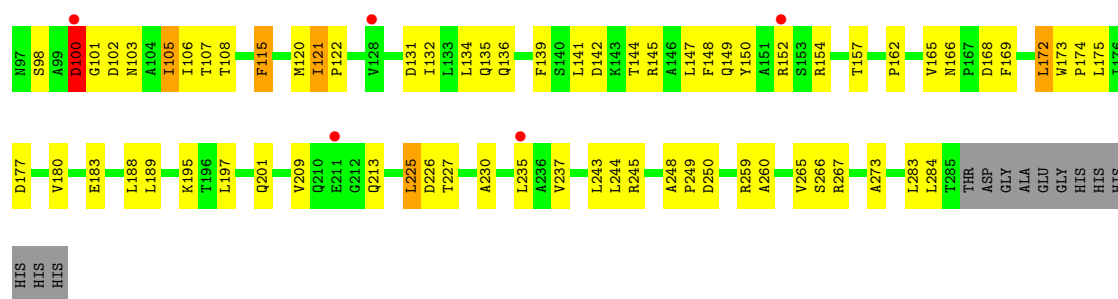 N97 S98 A99 D100 G101 D102 N103 A104 I105 I106 T107 T108 F115 M120 I121 P122 V128 D131 I132 L133 L134 Q135 Q136 F139 S140 L141 D142 K143 T144 R145 A146 L147 F148 Q149 Y150 A151 R152 S153 R154 T157 P162 V165 N166 P167 D168 F169 L172 W173 P174 L175 I176
D177 V180 E183 L188 L189 K195 T196 L197 Q201 V209 Q210 E211 G212 Q213 L225 D226 T227 A230 L235 A236 V237 L243 L244 R245 A248 P249 D250 R259 A260 V265 S266 R267 A273 L283 L284 T285 THR ASP GLY ALA GLU GLY HIS HIS HIS
HIS HIS HIS